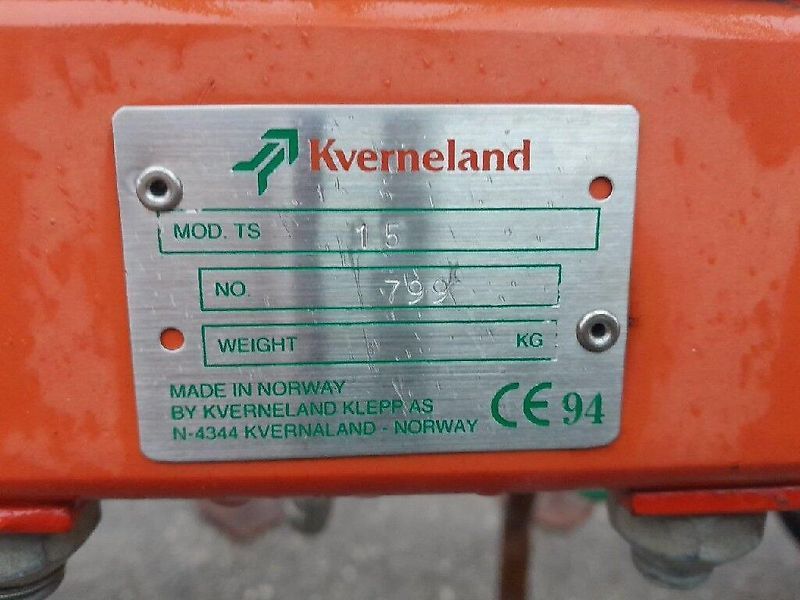 Kverneland
MOD. TS 15
NO. 799
WEIGHT KG
MADE IN NORWAY
BY KVERNELAND KLEPP AS
N-4344 KVERNALAND - NORWAY
CE 94